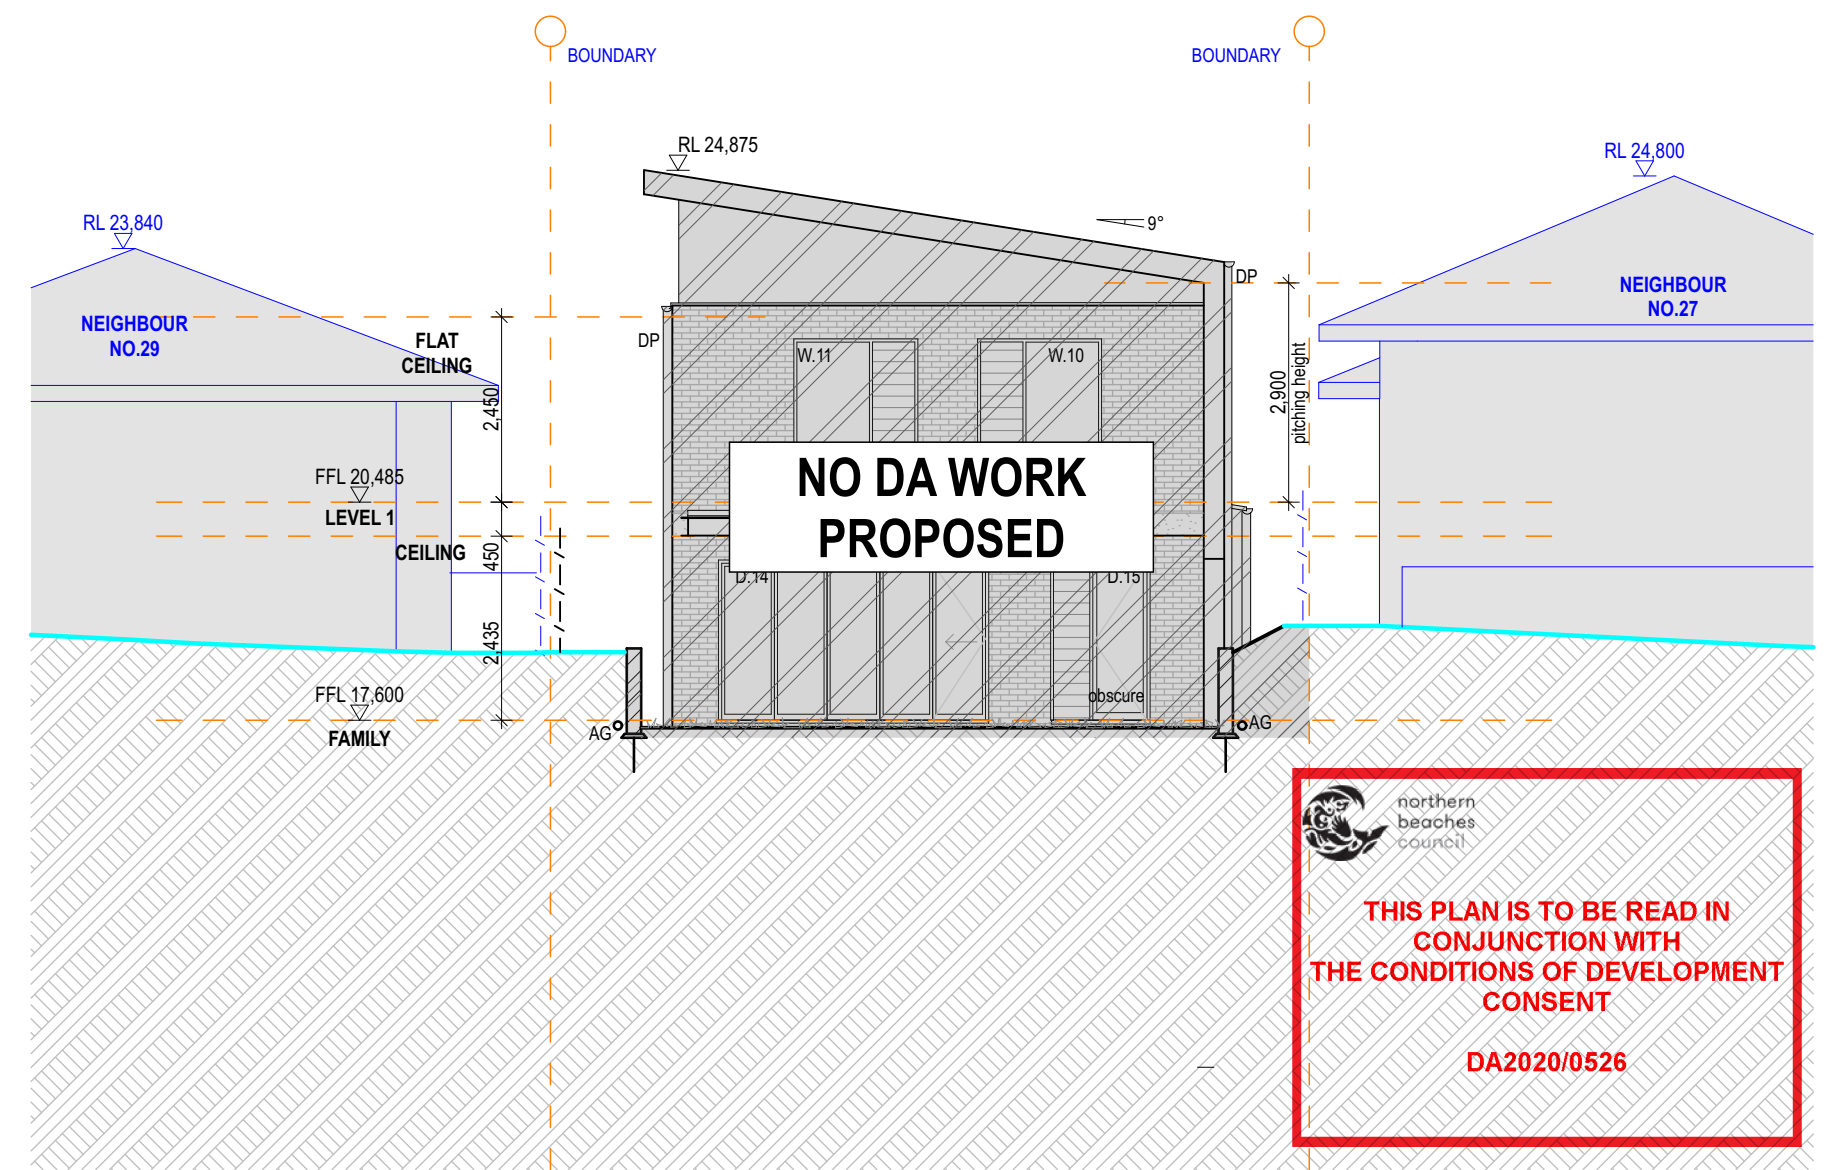 BOUNDARY
BOUNDARY
RL 24,875
RL 24,800
RL 23,840
9°
DP
NEIGHBOUR
NO.27
NEIGHBOUR
NO.29
FLAT
CEILING
DP
W.11
W.10
2,450
2,900
pitching height
FFL 20,485
LEVEL 1
NO DA WORK
PROPOSED
CEILING
450
D.14
D.15
2,435
FFL 17,600
FAMILY
obscure
AG
AG
northern
beaches
council
THIS PLAN IS TO BE READ IN
CONJUNCTION WITH
THE CONDITIONS OF DEVELOPMENT
CONSENT
DA2020/0526